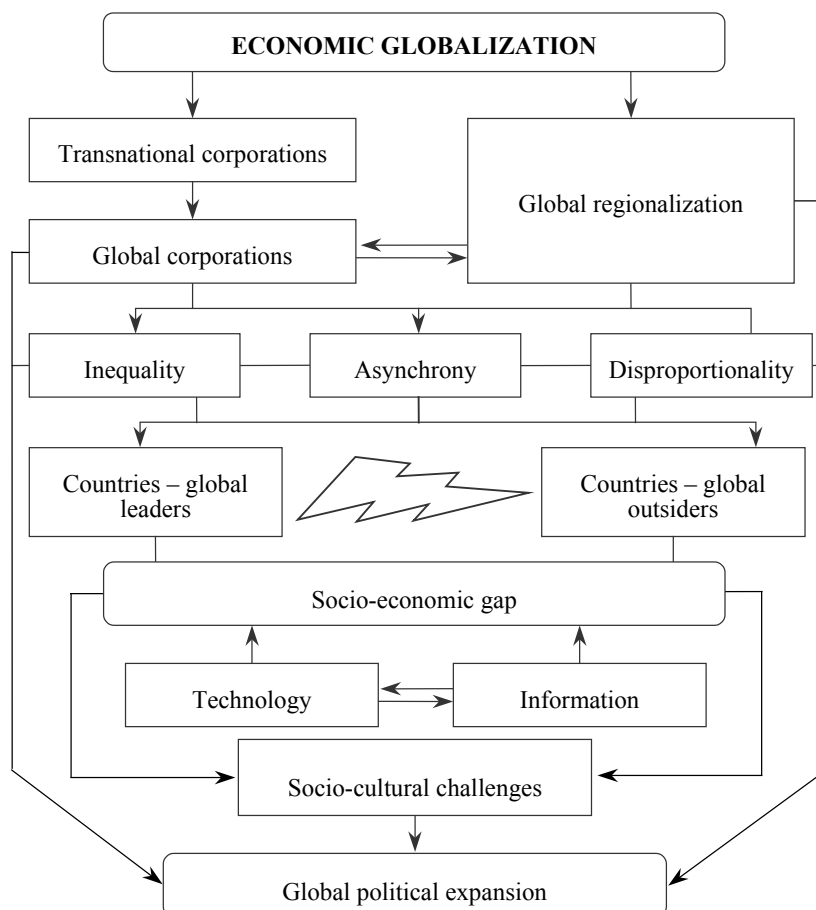 ECONOMIC GLOBALIZATION
Transnational corporations
Global regionalization
Global corporations
Inequality
Asynchrony
Disproportionality
Countries – global
leaders
Countries – global
outsiders
Socio-economic gap
Technology
Information
Socio-cultural challenges
Global political expansion